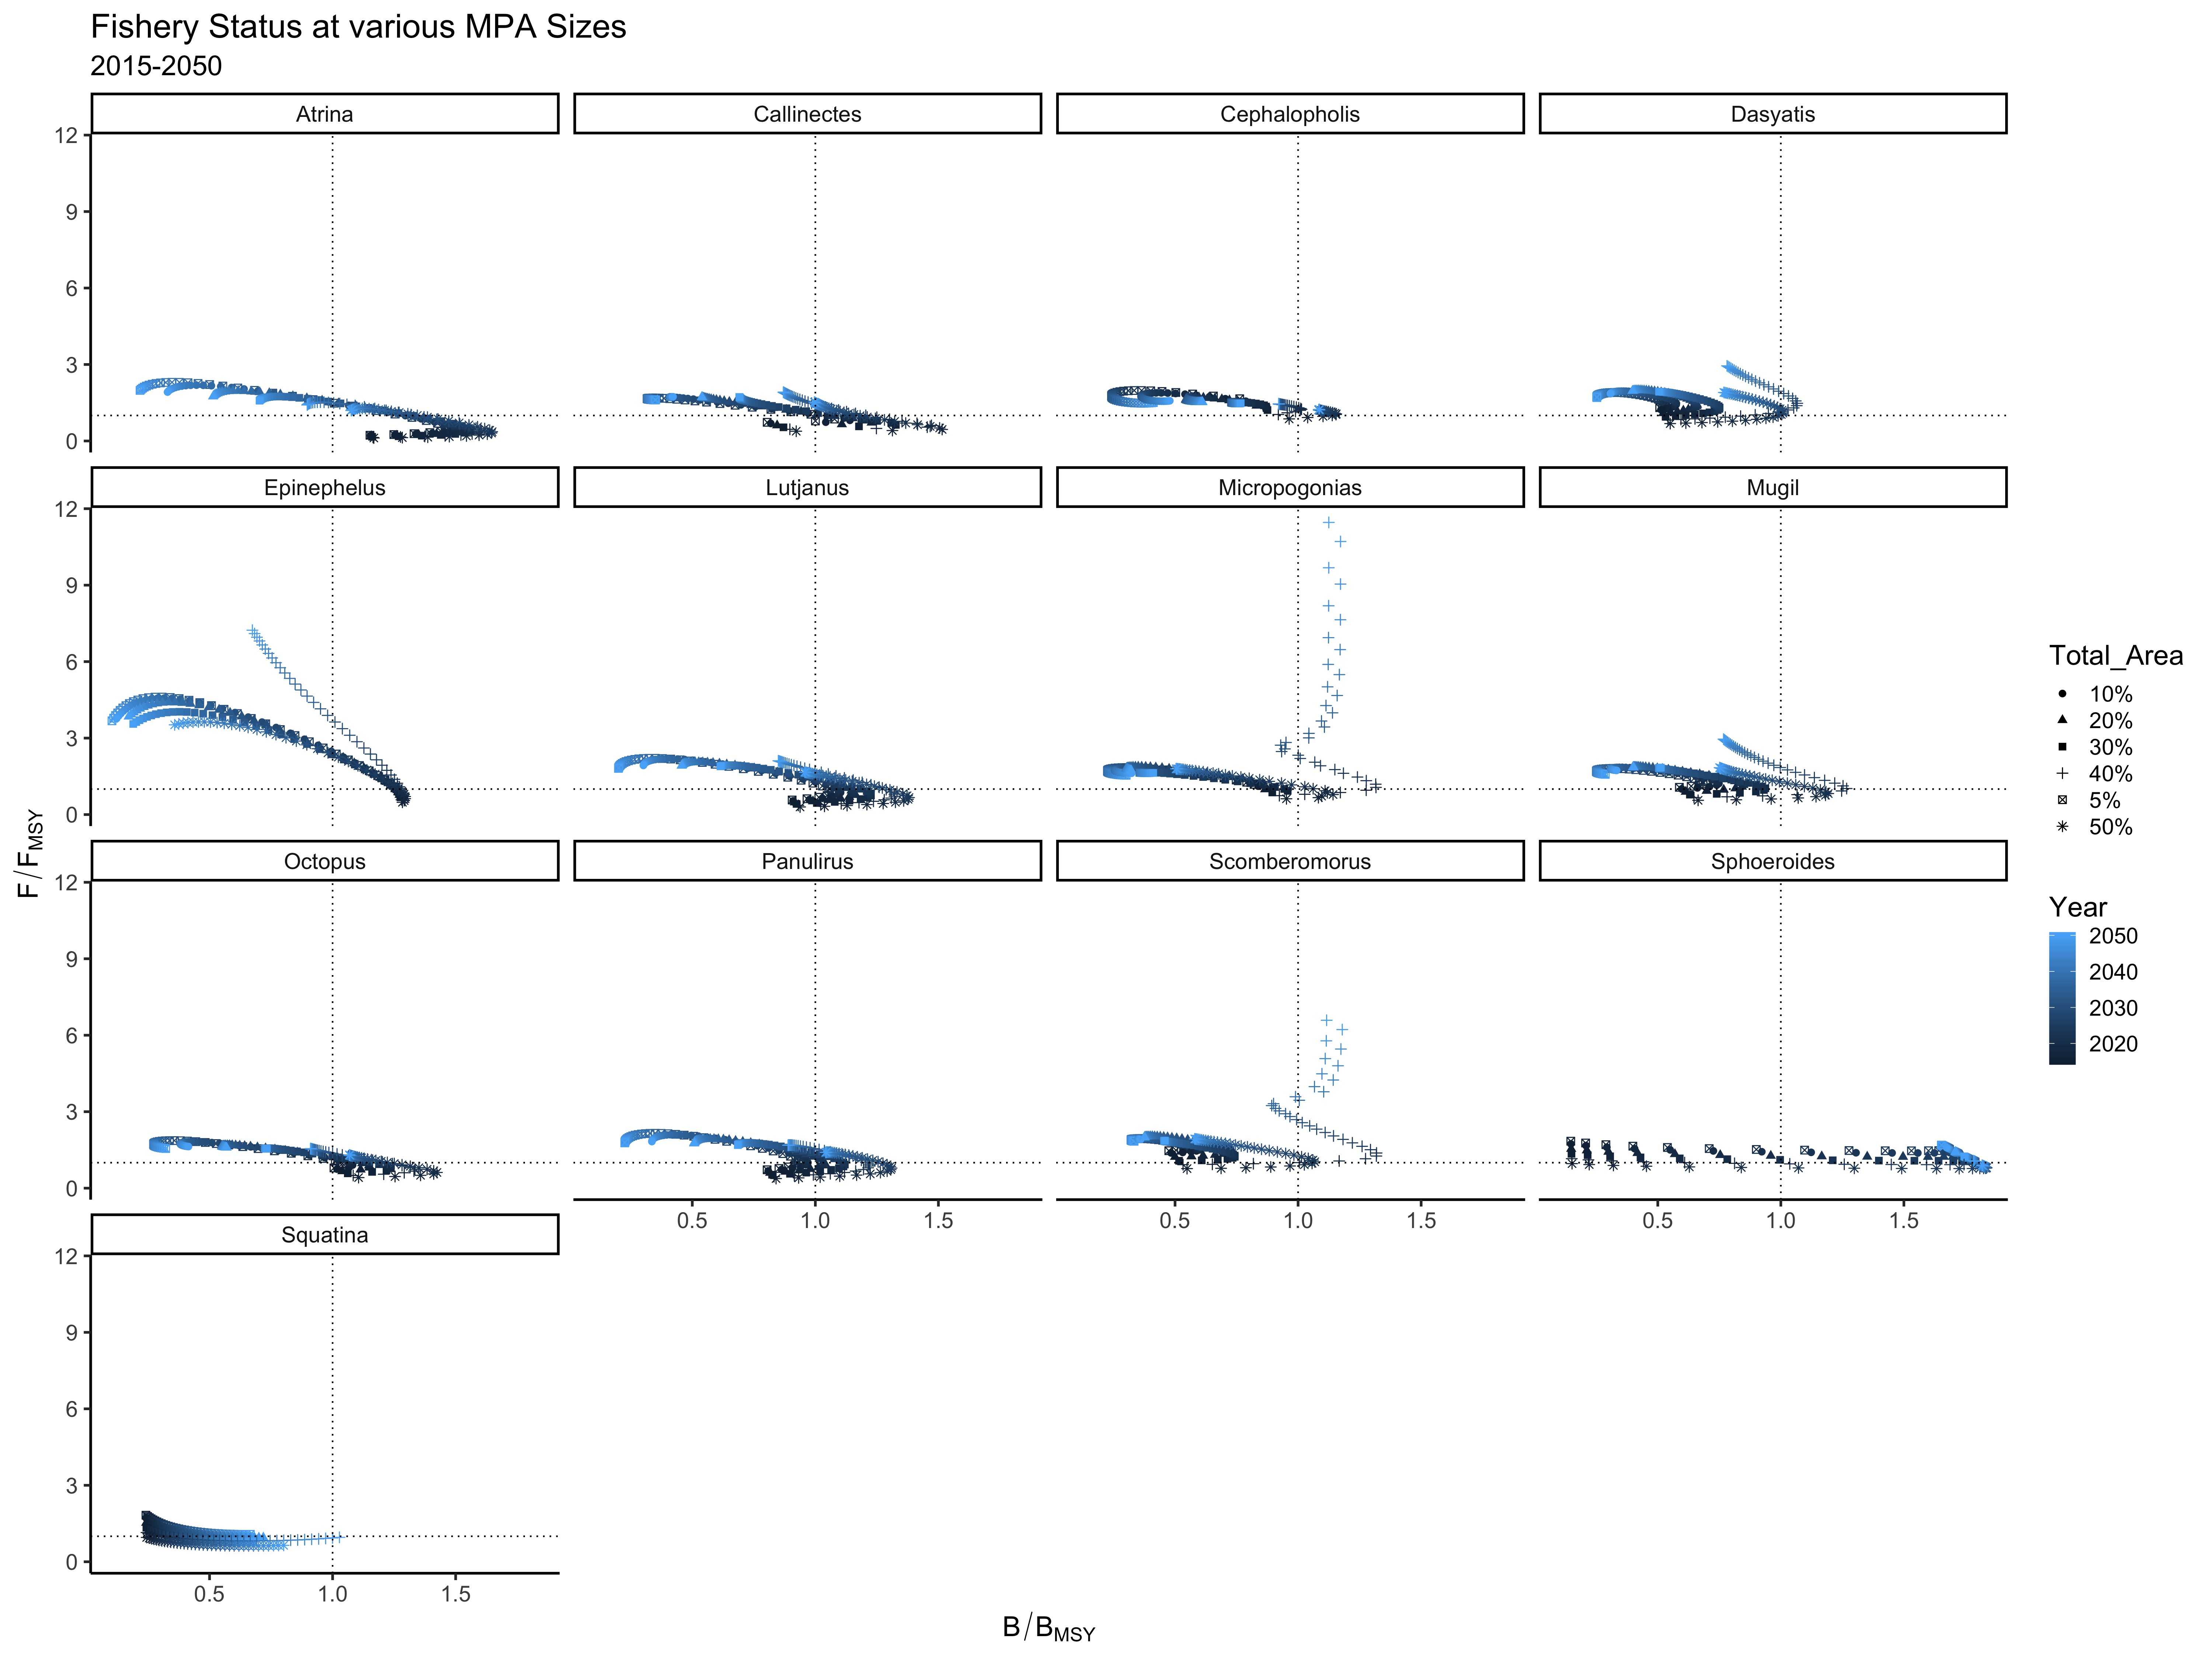 Fishery Status at various MPA Sizes
2015-2050
Atrina
Callinectes
Cephalopholis
Dasyatis
12
9
6
3
0
Epinephelus
Lutjanus
Micropogonias
Mugil
12
9
6
3
0
Octopus
Panulirus
Scomberomorus
Sphoeroides
12
9
6
3
0
0.5 1.0 1.5
0.5 1.0 1.5
0.5 1.0 1.5
Squatina
12
9
6
3
0
0.5 1.0 1.5
F/FMSY
B/BMSY
Total_Area
10%
20%
30%
40%
5%
50%
Year
2050
2040
2030
2020